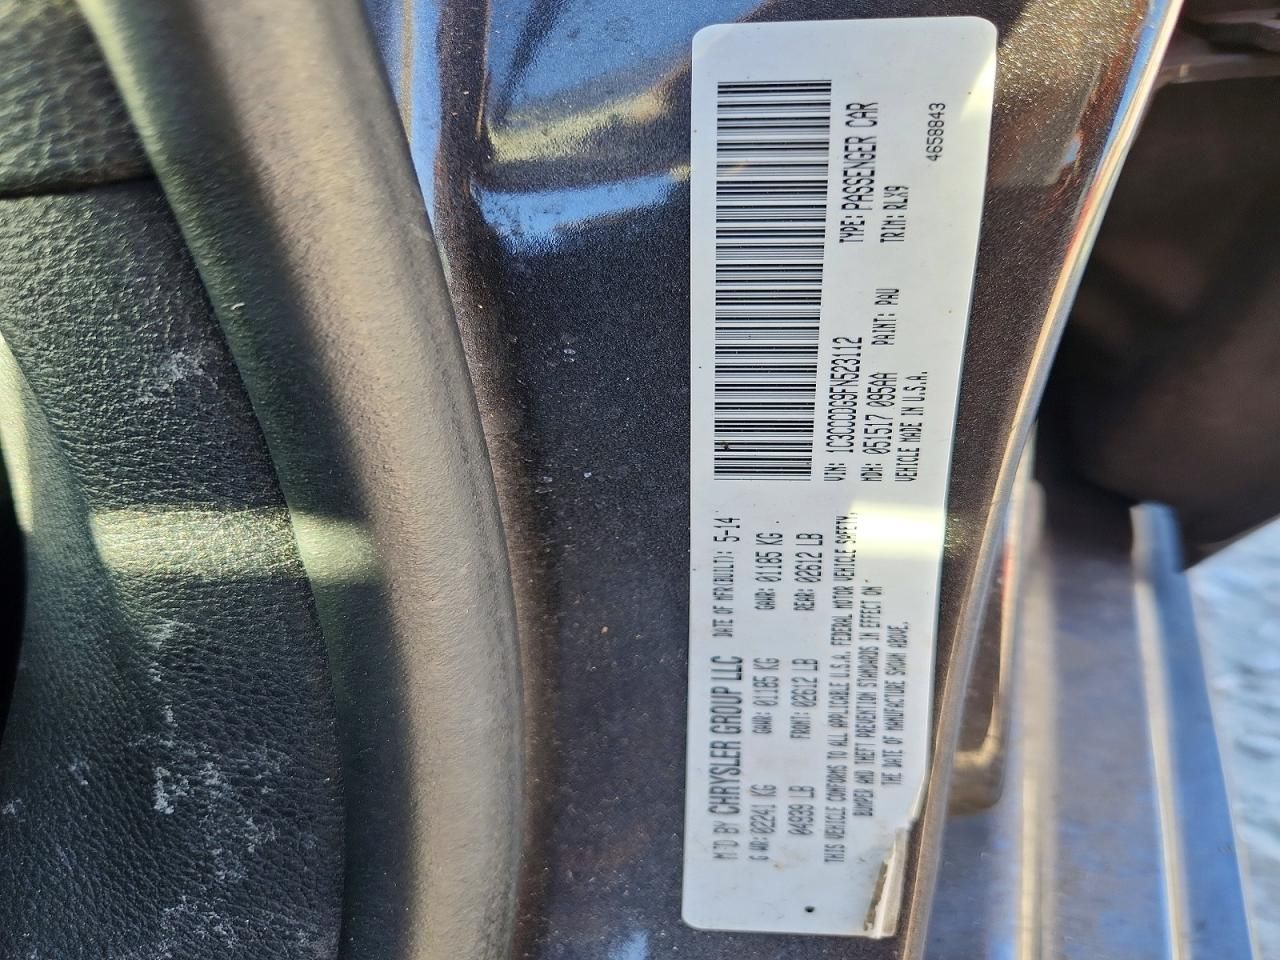 M'F'D BY CHRYSLER GROUP LLC DATE OF MFR(BUILT): 5-14
G AR: 02241 KG GAWR: 01185 KG GAWR: 01185 KG
04939 LB FRONT: 02612 LB REAR: 02612 LB
THIS VEHICLE CONFORMS TO ALL APPLICABLE U.S.A. FEDERAL MOTOR VEHICLE SAFETY,
BUMPER AND THEFT PREVENTION STANDARDS IN EFFECT ON
THE DATE OF MANUFACTURE SHOWN ABOVE.
VIN: 1C3CCCDG9FN523112 TYPE: PASSENGER CAR
MDH: 051517 095AA PAINT: PAU TRIM: RLX9
VEHICLE MADE IN U.S.A.
4658843